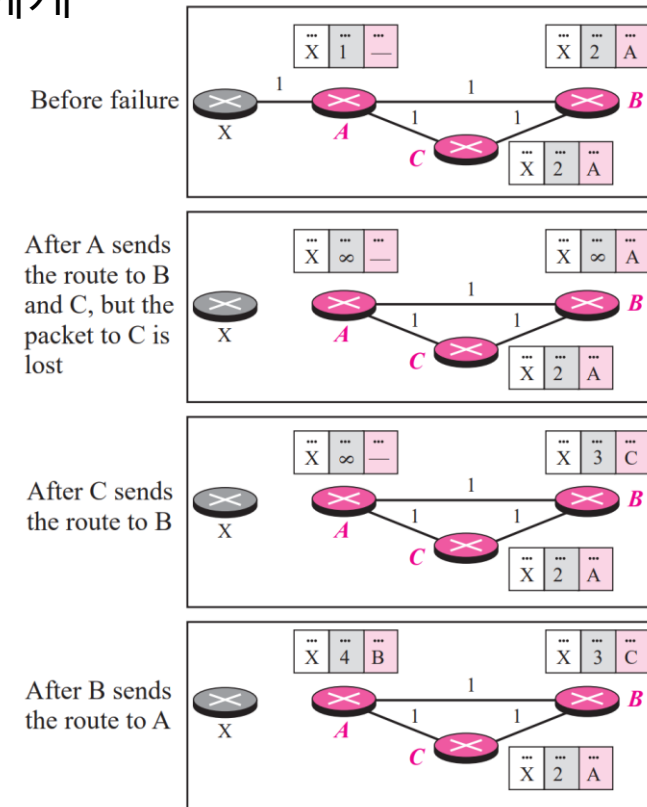 ... ... ...
X 1 —
... ... ...
X 2 A
Before failure
1
1
X
A
1
1
B
C
... ... ...
X 2 A
After A sends
the route to B
and C, but the
packet to C is
lost
... ... ...
X ∞ —
... ... ...
X ∞ A
1
X
A
1
1
B
C
... ... ...
X 2 A
After C sends
the route to B
... ... ...
X ∞ —
... ... ...
X 3 C
1
X
A
1
1
B
C
... ... ...
X 2 A
After B sends
the route to A
... ... ...
X 4 B
... ... ...
X 3 C
1
X
A
1
1
B
C
... ... ...
X 2 A